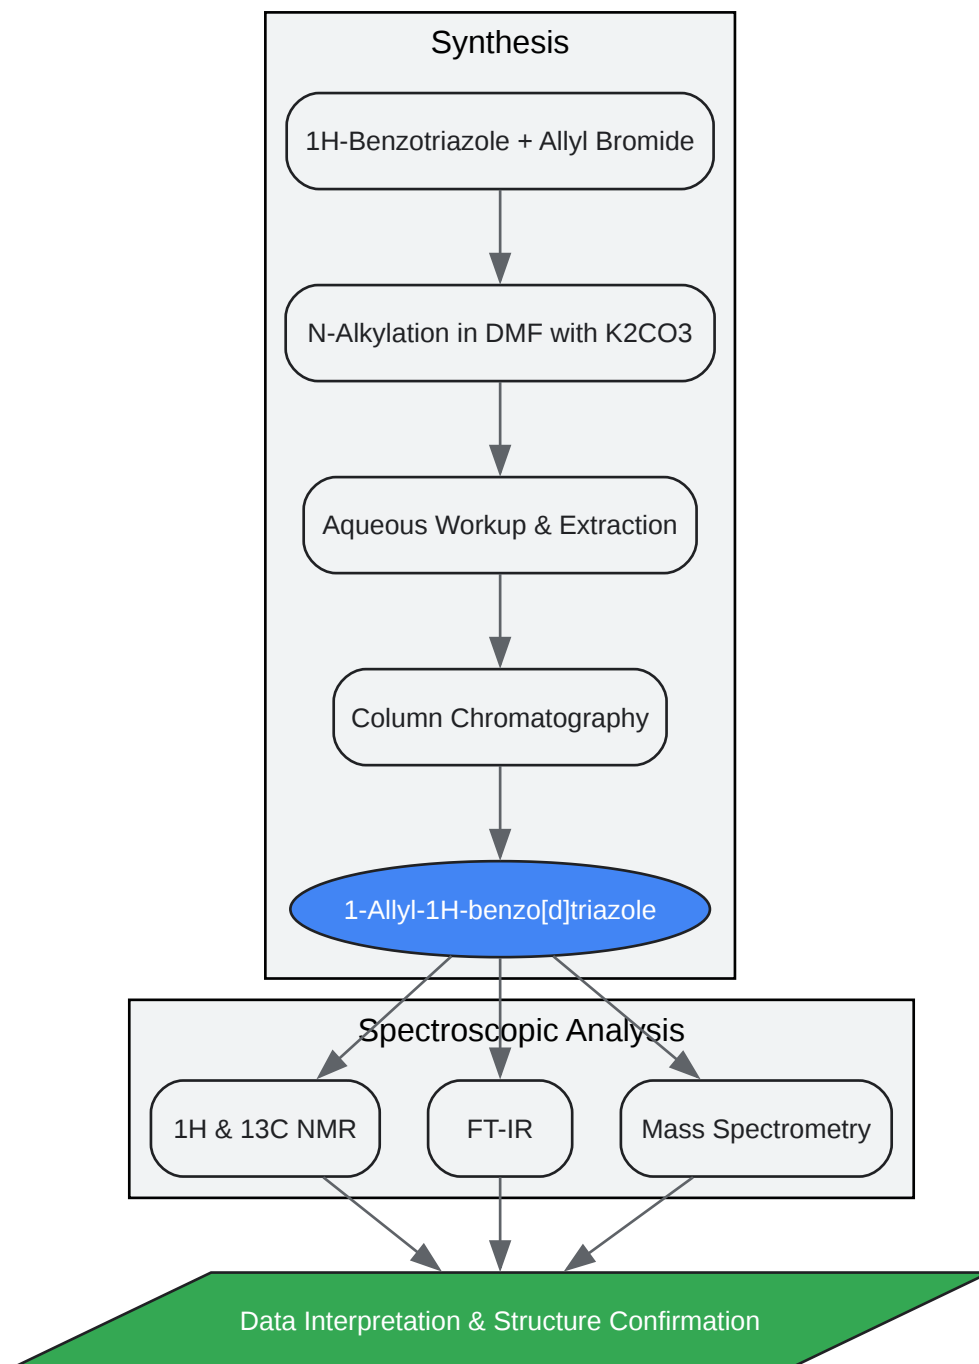 Synthesis
1H-Benzotriazole + Allyl Bromide
N-Alkylation in DMF with K2CO3
Aqueous Workup & Extraction
Column Chromatography
1-Allyl-1H-benzo[d]triazole
Spectroscopic Analysis
1H & 13C NMR
FT-IR
Mass Spectrometry
Data Interpretation & Structure Confirmation